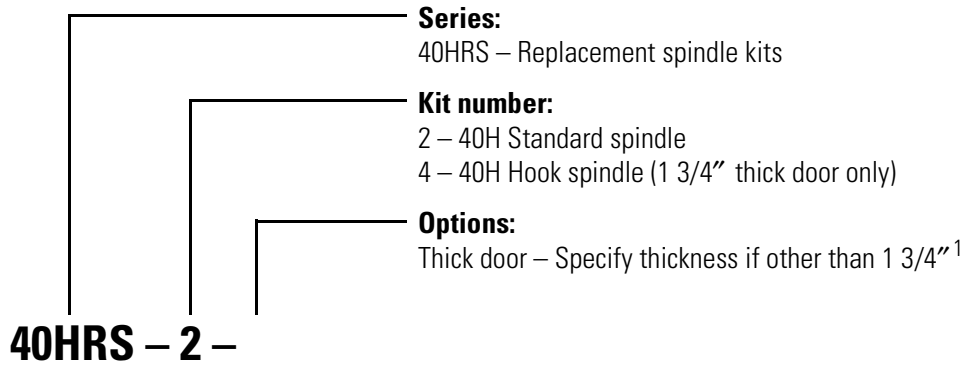 Series:
40HRS – Replacement spindle kits
Kit number:
2 – 40H Standard spindle
4 – 40H Hook spindle (1 3/4″ thick door only)
Options:
Thick door – Specify thickness if other than 1 3/4″ 1
40HRS – 2 –